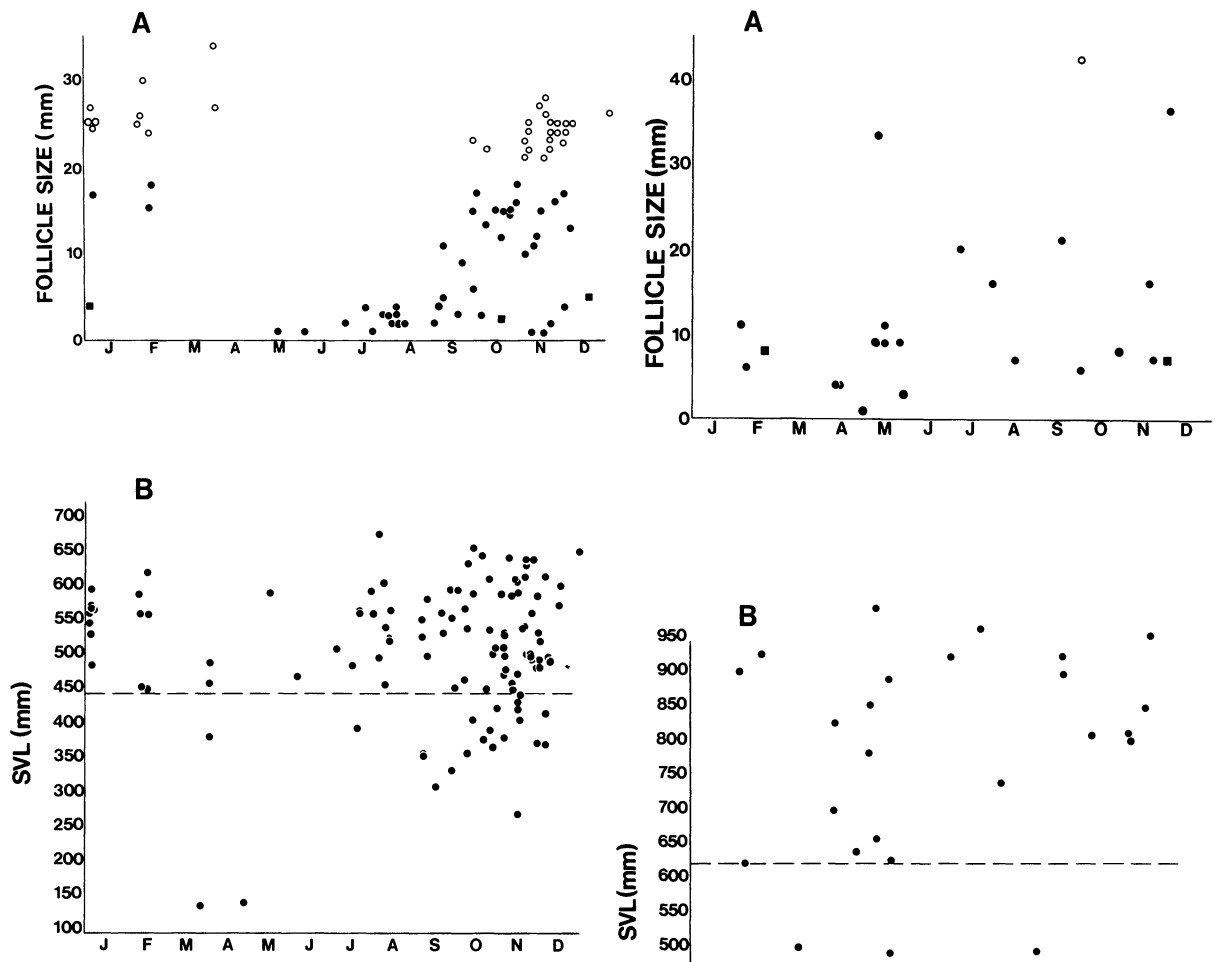 A
FOLLICLE SIZE (mm)
30
20
10
0
J F M A M J J A S O N D
A
FOLLICLE SIZE (mm)
40
30
20
10
0
J F M A M J J A S O N D
B
SVL (mm)
700
650
600
550
500
450
400
350
300
250
200
150
100
J F M A M J J A S O N D
B
SVL (mm)
950
900
850
800
750
700
650
600
550
500